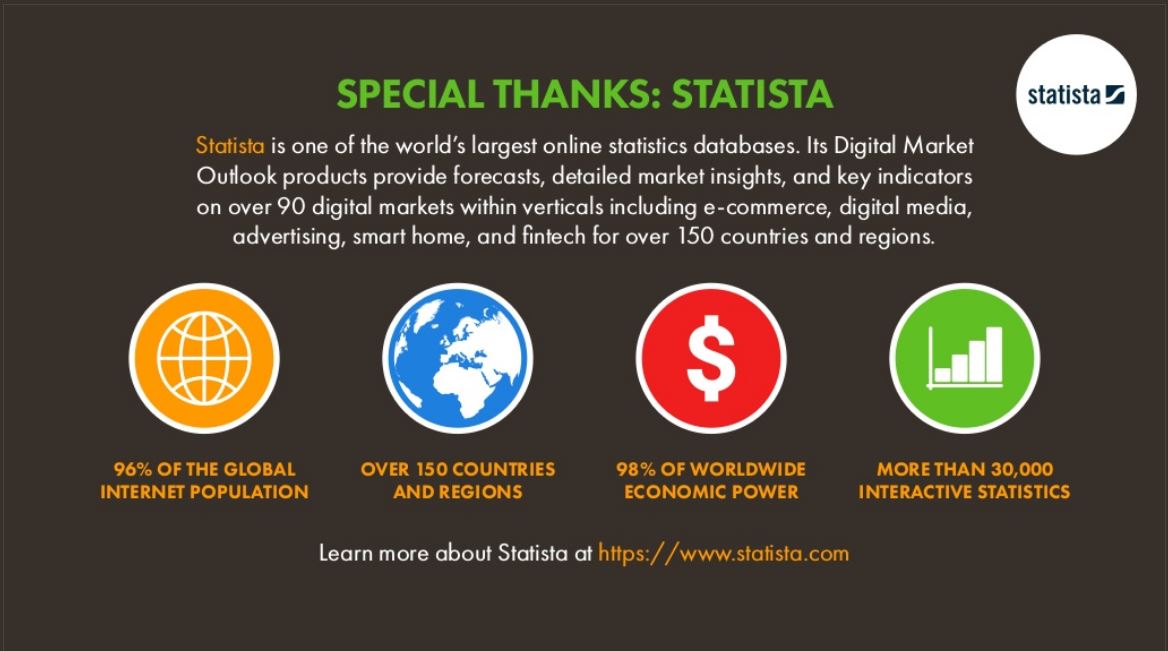 statista
SPECIAL THANKS: STATISTA
Statista is one of the world's largest online statistics databases. Its Digital Market
Outlook products provide forecasts, detailed market insights, and key indicators
on over 90 digital markets within verticals including e-commerce, digital media,
advertising, smart home, and fintech for over 150 countries and regions.
$
96% OF THE GLOBAL
INTERNET POPULATION
OVER 150 COUNTRIES
AND REGIONS
98% OF WORLDWIDE
ECONOMIC POWER
MORE THAN 30,000
INTERACTIVE STATISTICS
Learn more about Statista at https://www.statista.com